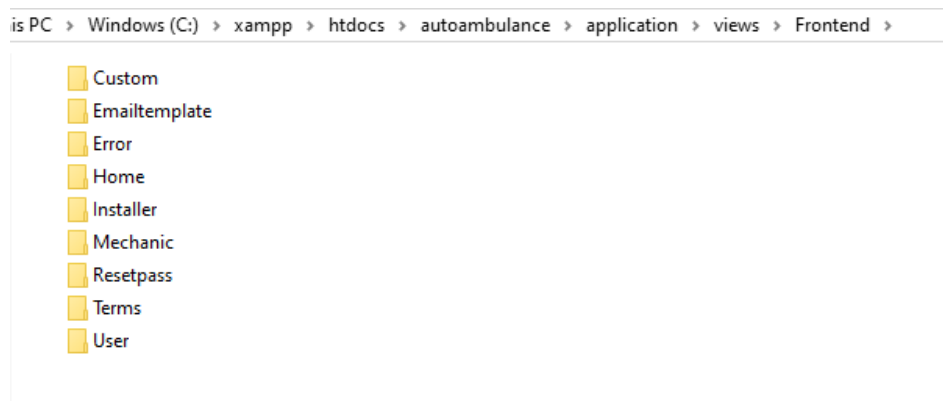 is PC > Windows (C:) > xampp > htdocs > autoambulance > application > views > Frontend >
Custom
Emailtemplate
Error
Home
Installer
Mechanic
Resetpass
Terms
User